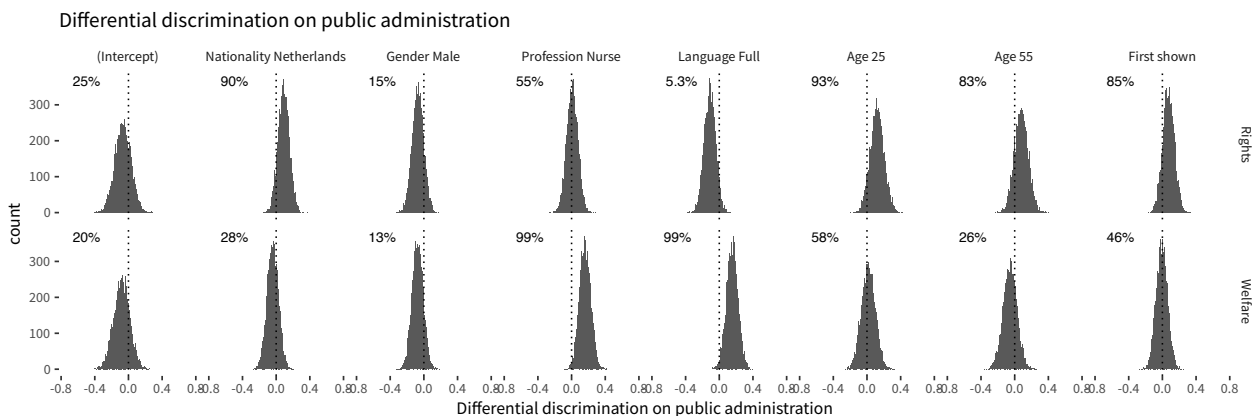 Differential discrimination on public administration
(Intercept) Nationality Netherlands Gender Male Profession Nurse Language Full Age 25 Age 55 First shown
25% 90% 15% 55% 5.3% 93% 83% 85%
300
200
100
0
Rights
count
20% 28% 13% 99% 99% 58% 26% 46%
300
200
100
0
Welfare
-0.8 -0.4 0.0 0.4 0.8-0.8 -0.4 0.0 0.4 0.8-0.8 -0.4 0.0 0.4 0.8-0.8 -0.4 0.0 0.4 0.8-0.8 -0.4 0.0 0.4 0.8-0.8 -0.4 0.0 0.4 0.8-0.8 -0.4 0.0 0.4 0.8-0.8 -0.4 0.0 0.4 0.8
Differential discrimination on public administration